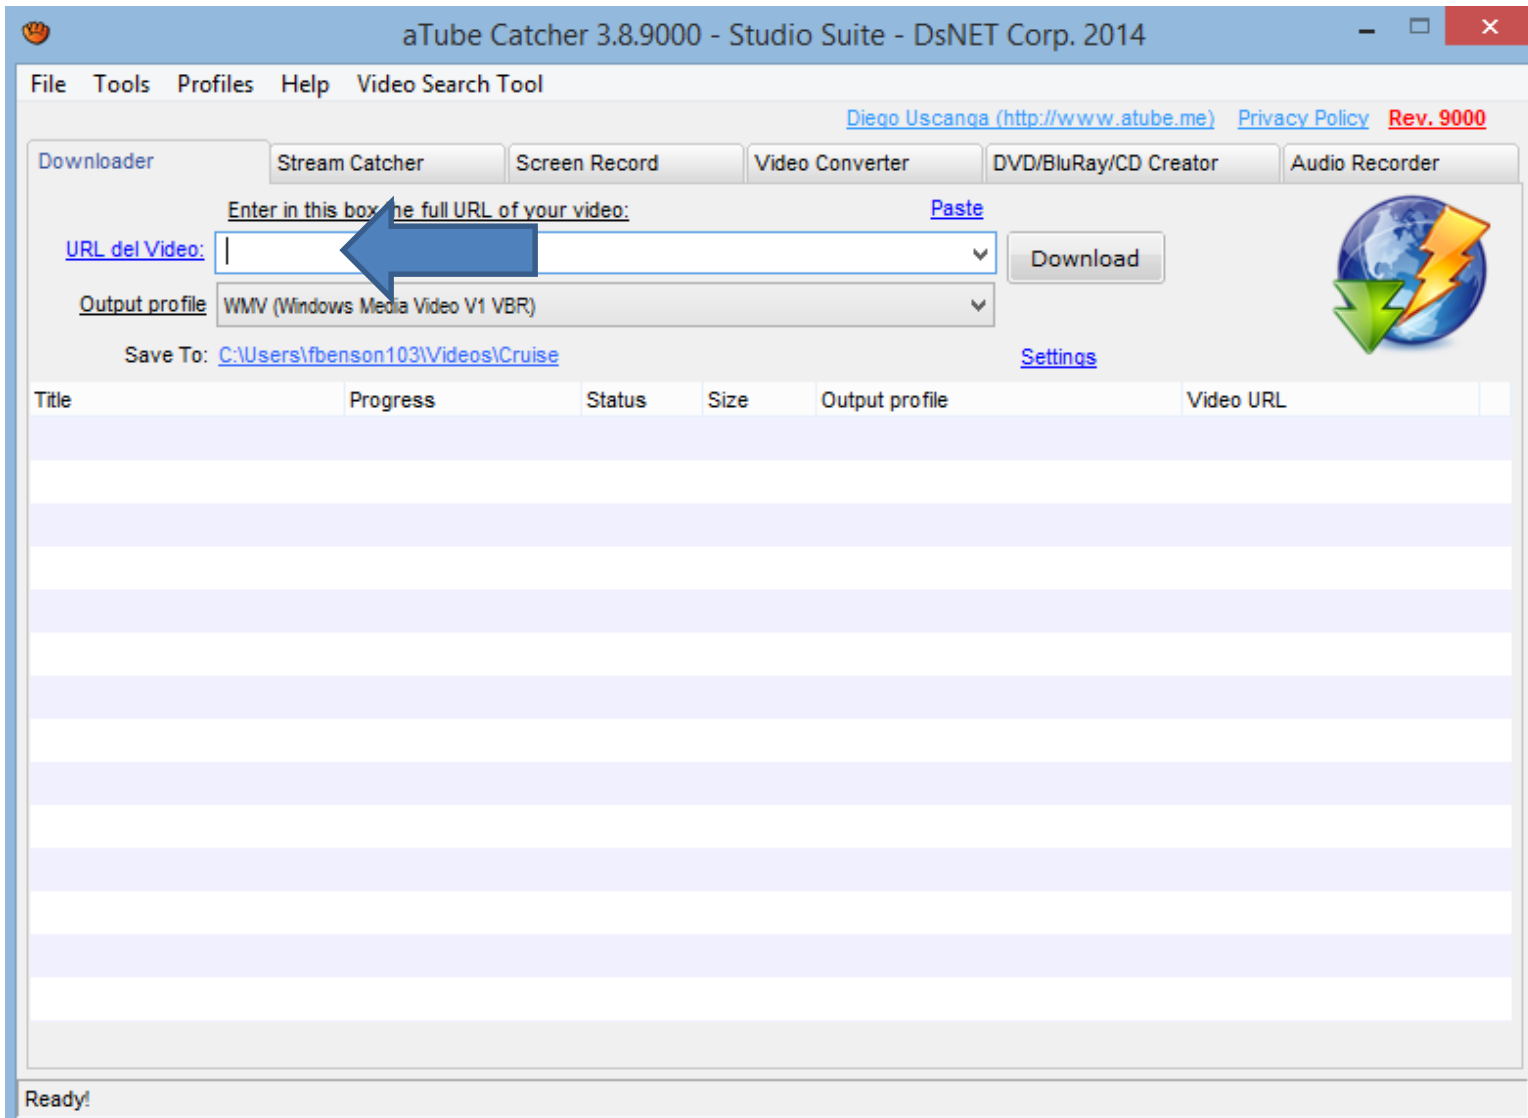 aTube Catcher 3.8.9000 - Studio Suite - DsNET Corp. 2014
File Tools Profiles Help Video Search Tool
Diego Uscanga (http://www.atube.me) Privacy Policy Rev. 9000
Downloader Stream Catcher Screen Record Video Converter DVD/BluRay/CD Creator Audio Recorder
Enter in this box he full URL of your video: Paste
URL del Video: Download
Output profile WMV (Windows Media Video V1 VBR)
Save To: C:\Users\fbenson103\Videos\Cruise Settings
Title Progress Status Size Output profile Video URL
Ready!